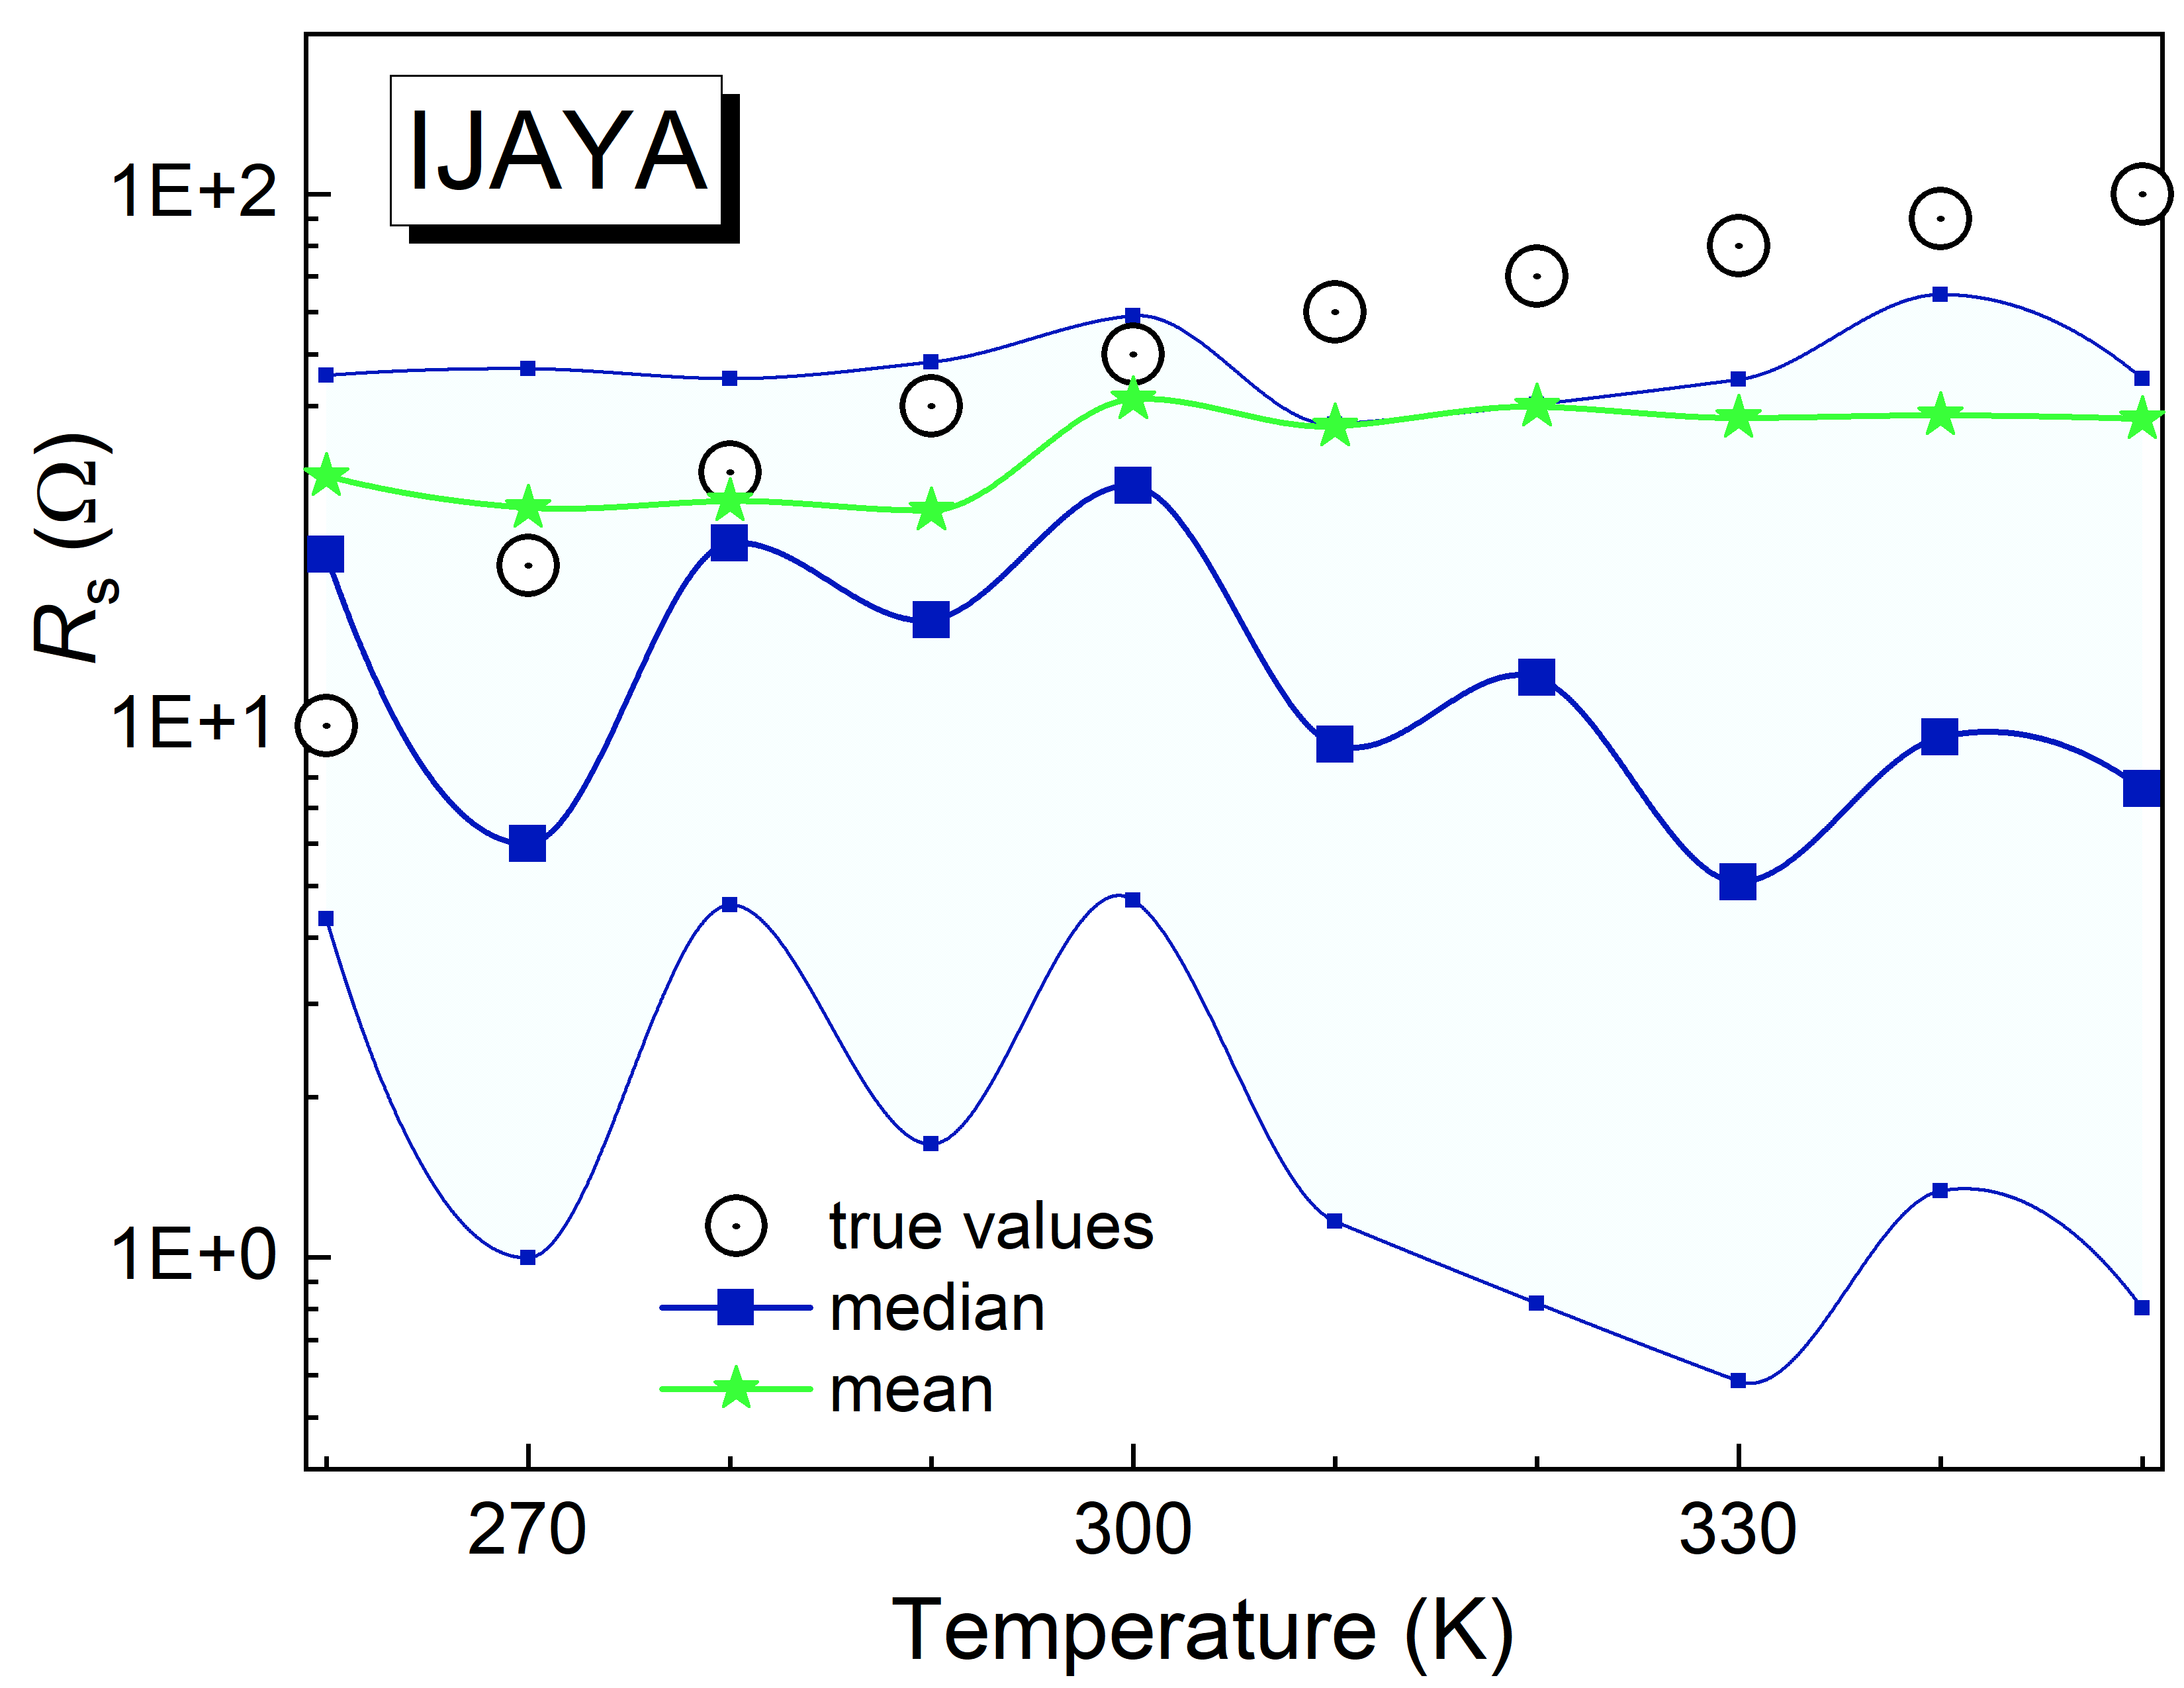 IJAYA
1E+2
1E+1
1E+0
Rs (Ω)
true values
median
mean
270 300 330
Temperature (K)